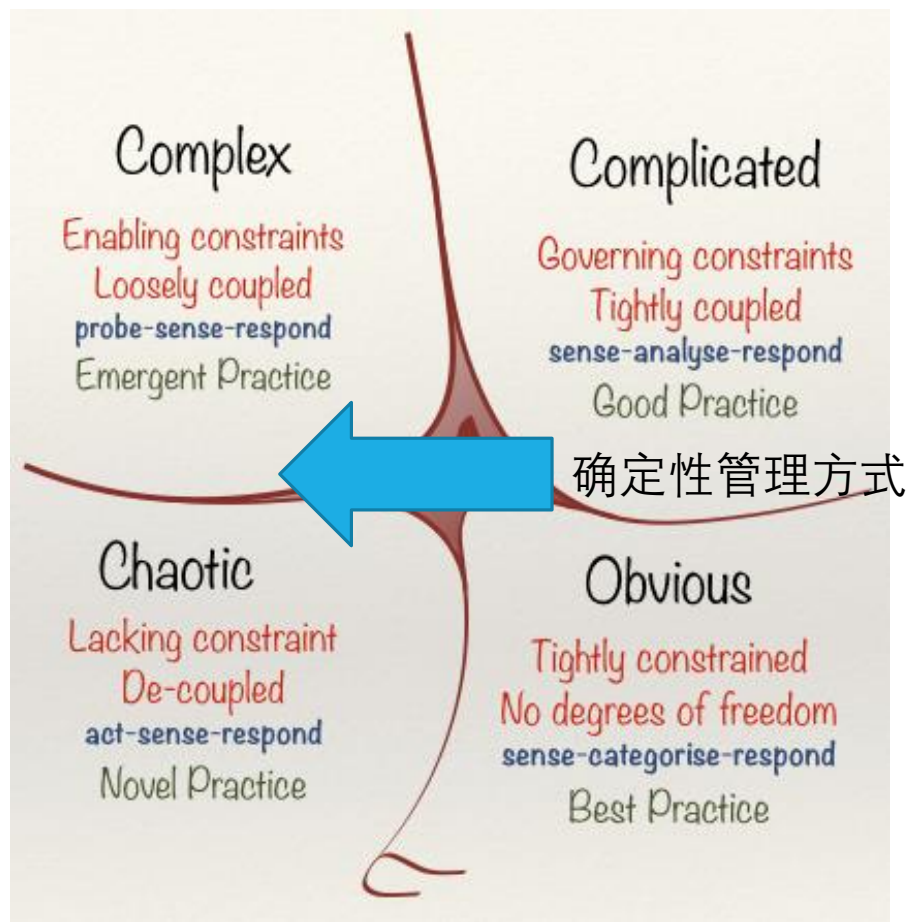 Complex
Enabling constraints
Loosely coupled
probe-sense-respond
Emergent Practice
Complicated
Governing constraints
Tightly coupled
sense-analyse-respond
Good Practice
确定性管理方式
Chaotic
Lacking constraint
De-coupled
act-sense-respond
Novel Practice
Obvious
Tightly constrained
No degrees of freedom
sense-categorise-respond
Best Practice